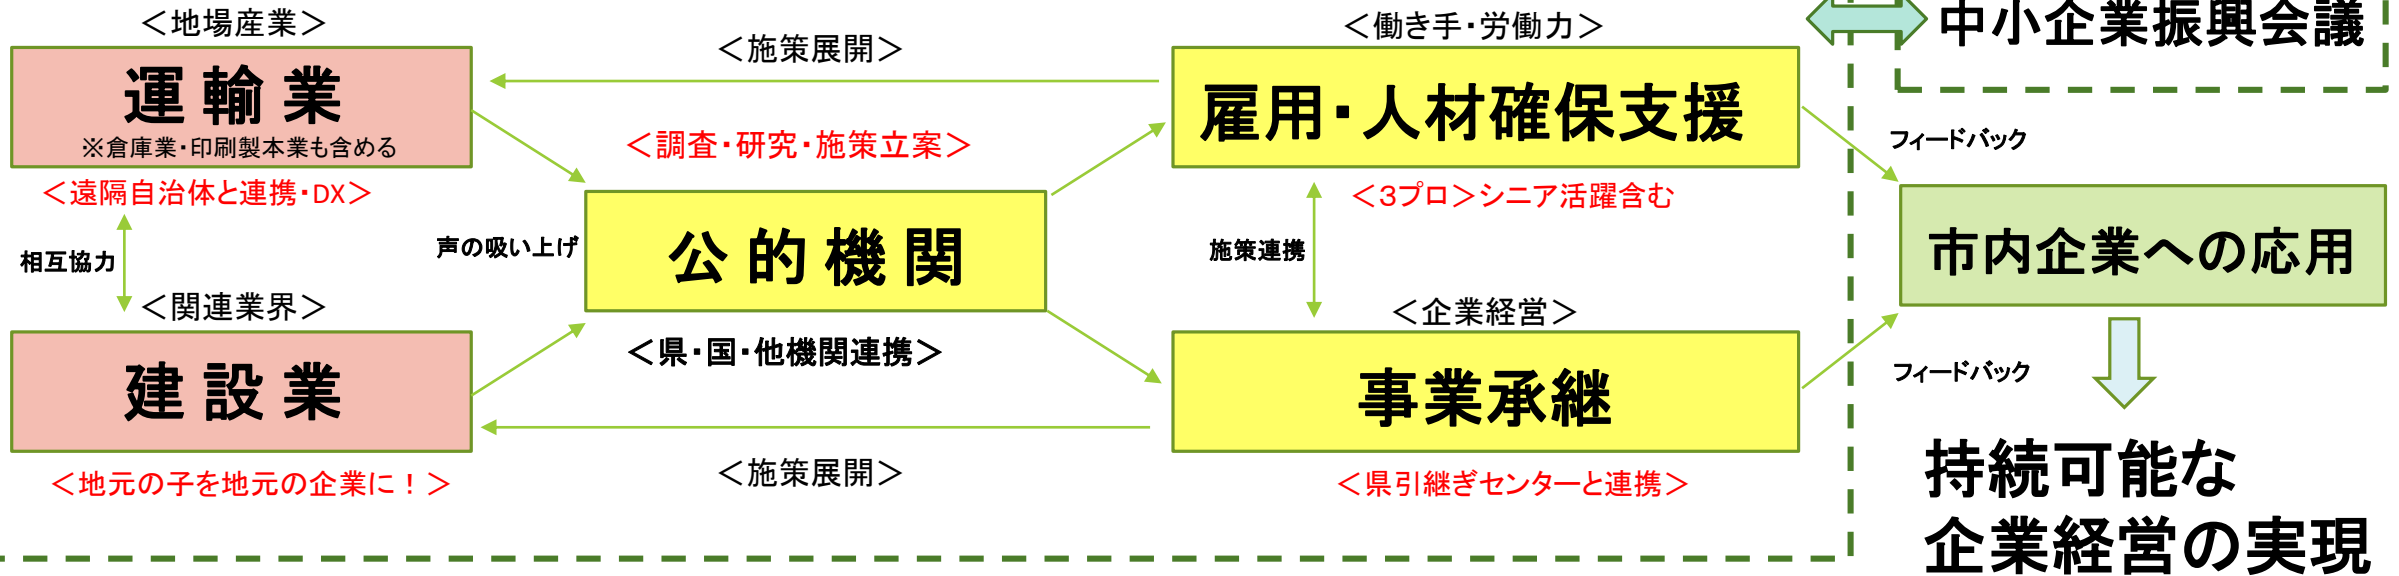 ＜地場産業＞
運輸業
※倉庫業・印刷製本業も含める
＜遠隔自治体と連携・DX＞
相互協力
＜関連業界＞
建設業
＜地元の子を地元の企業に！＞
＜施策展開＞
＜調査・研究・施策立案＞
声の吸い上げ
公的機関
＜県・国・他機関連携＞
＜施策展開＞
＜働き手・労働力＞
雇用・人材確保支援
＜3プロ＞シニア活躍含む
施策連携
＜企業経営＞
事業承継
＜県引継ぎセンターと連携＞
中小企業振興会議
フィードバック
市内企業への応用
フィードバック
持続可能な
企業経営の実現